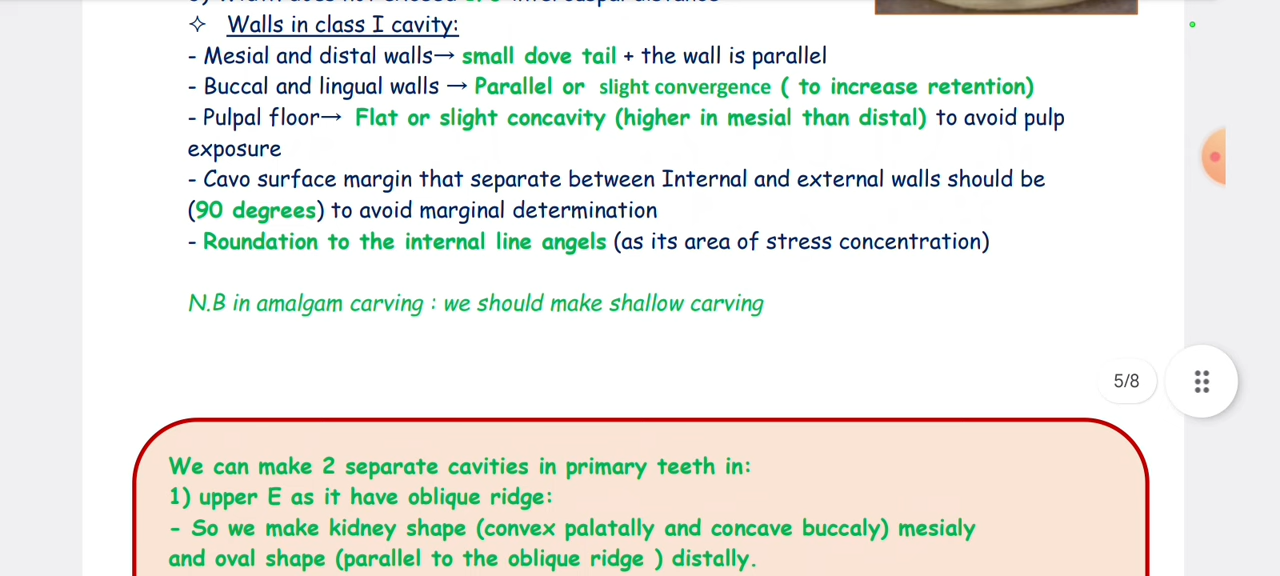 ✧ Walls in class I cavity:
- Mesial and distal walls→ small dove tail + the wall is parallel
- Buccal and lingual walls → Parallel or slight convergence ( to increase retention)
- Pulpal floor→ Flat or slight concavity (higher in mesial than distal) to avoid pulp
exposure
- Cavo surface margin that separate between Internal and external walls should be
(90 degrees) to avoid marginal determination
- Roundation to the internal line angels (as its area of stress concentration)
N.B in amalgam carving : we should make shallow carving
5/8
We can make 2 separate cavities in primary teeth in:
1) upper E as it have oblique ridge:
- So we make kidney shape (convex palatally and concave buccaly) mesialy
and oval shape (parallel to the oblique ridge ) distally.